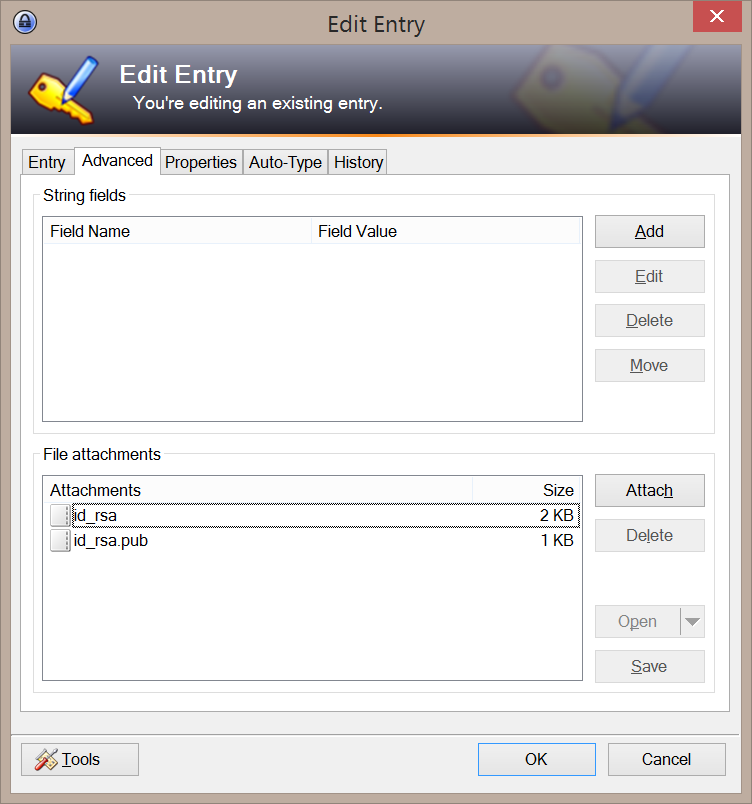 Edit Entry
Edit Entry
You're editing an existing entry.
Entry Advanced Properties Auto-Type History
String fields
Field Name Field Value
Add
Edit
Delete
Move
File attachments
Attachments Size
id_rsa 2 KB
id_rsa.pub 1 KB
Attach
Delete
Open
Save
Tools OK Cancel